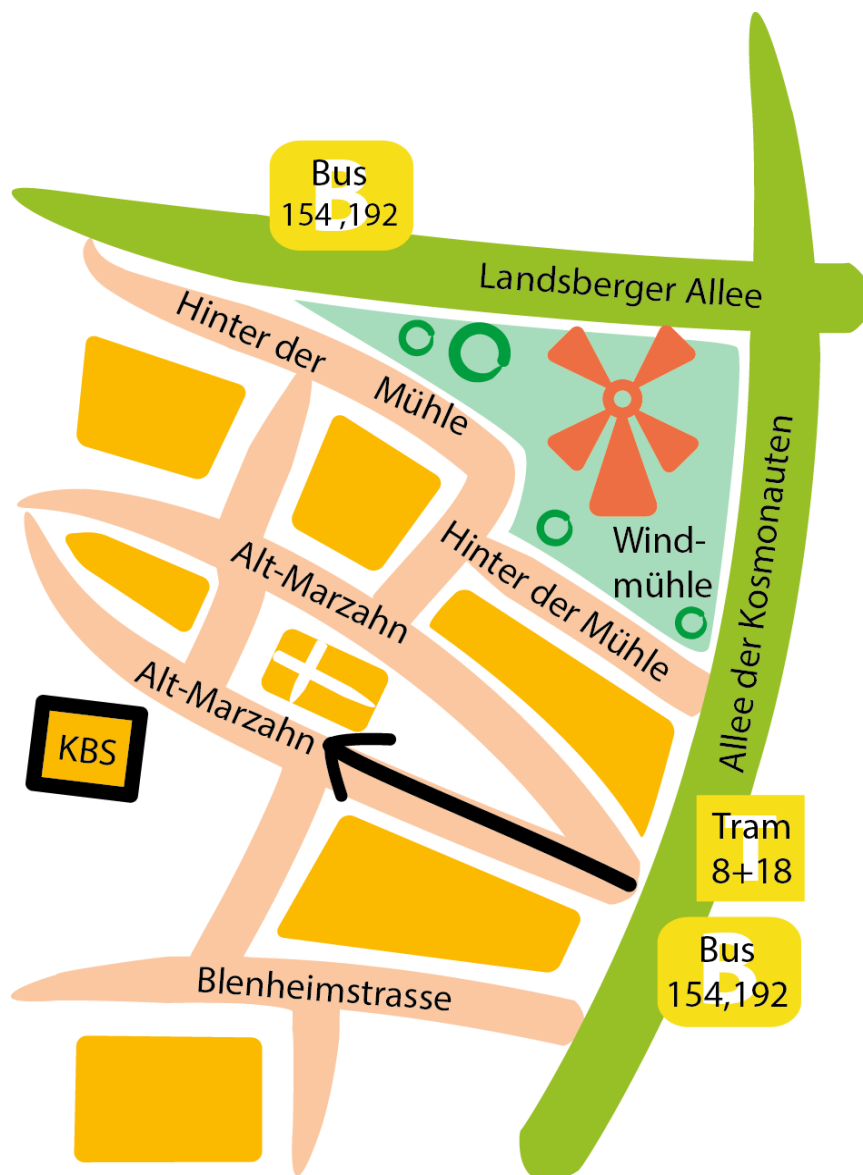 B
Bus
154 ,192
Landsberger Allee
Hinter der
Mühle
Hinter der Mühle
Wind-
mühle
Allee der Kosmonauten
Alt-Marzahn
Alt-Marzahn
KBS
T
Tram
8+18
B
Bus
154,192
Blenheimstrasse